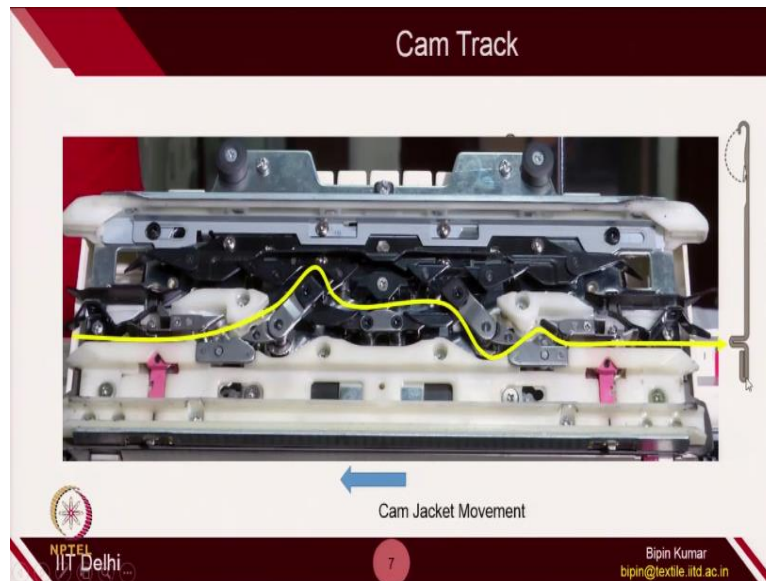 Cam Track
Cam Jacket Movement
NPTEL
IIT Delhi
7
Bipin Kumar
bipin@textile.iitd.ac.in